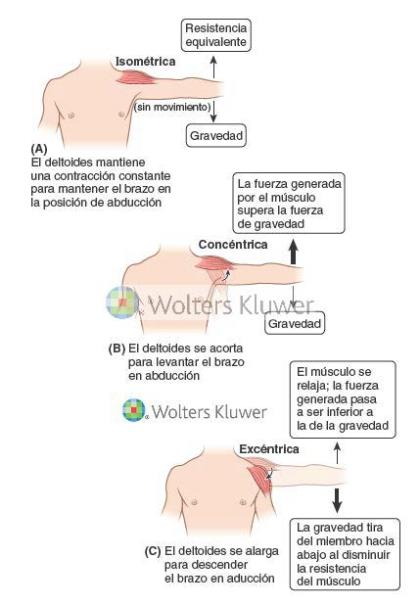 Resistencia
equivalente
Isométrica
(sin movimiento)
Gravedad
(A)
El deltoides mantiene
una contracción constante
para mantener el brazo en
la posición de abducción
La fuerza generada
por el músculo
supera la fuerza
de gravedad
Concéntrica
Wolters Kluwer
Gravedad
(B) El deltoides se acorta
para levantar el brazo
en abducción
Wolters Kluwer
El músculo se
relaja; la fuerza
generada pasa
a ser inferior a
la de la gravedad
Excéntrica
(C) El deltoides se alarga
para descender
el brazo en aducción
La gravedad tira
del miembro hacia
abajo al disminuir
la resistencia
del músculo